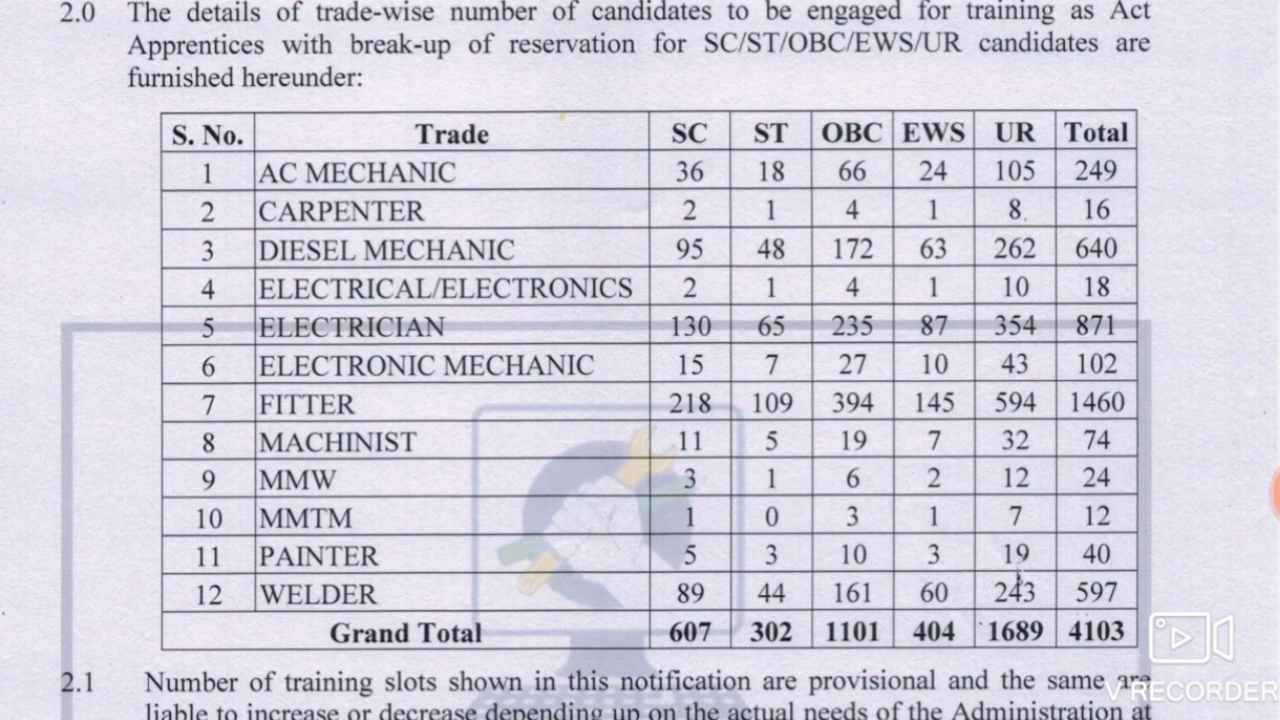 2.0 The details of trade-wise number of candidates to be engaged for training as Act
Apprentices with break-up of reservation for SC/ST/OBC/EWS/UR candidates are
furnished hereunder:
S. No. Trade SC ST OBC EWS UR Total
1 AC MECHANIC 36 18 66 24 105 249
2 CARPENTER 2 1 4 1 8 16
3 DIESEL MECHANIC 95 48 172 63 262 640
4 ELECTRICAL/ELECTRONICS 2 1 4 1 10 18
5 ELECTRICIAN 130 65 235 87 354 871
6 ELECTRONIC MECHANIC 15 7 27 10 43 102
7 FITTER 218 109 394 145 594 1460
8 MACHINIST 11 5 19 7 32 74
9 MMW 3 1 6 2 12 24
10 MMTM 1 0 3 1 7 12
11 PAINTER 5 3 10 3 19 40
12 WELDER 89 44 161 60 243 597
Grand Total 607 302 1101 404 1689 4103
2.1 Number of training slots shown in this notification are provisional and the same are
liable to increase or decrease depending up on the actual needs of the Administration at
V RECORDER